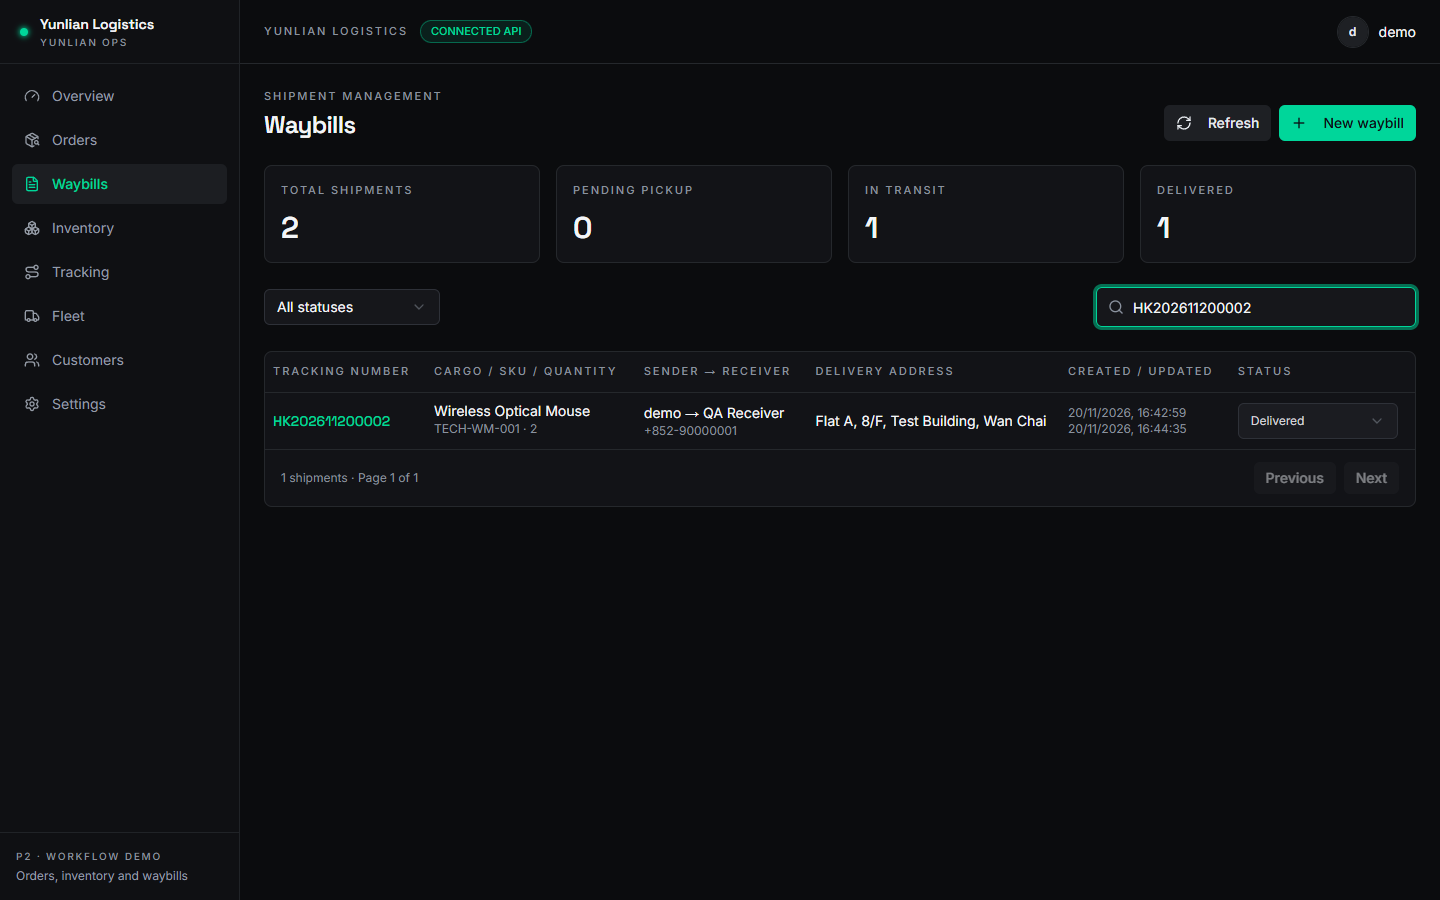 Yunlian Logistics
YUNLIAN OPS
Overview
Orders
Waybills
Inventory
Tracking
Fleet
Customers
Settings
P2 · WORKFLOW DEMO
Orders, inventory and waybills
YUNLIAN LOGISTICS
CONNECTED API
d
demo
SHIPMENT MANAGEMENT
Waybills
Refresh
New waybill
TOTAL SHIPMENTS
2
PENDING PICKUP
0
IN TRANSIT
1
DELIVERED
1
All statuses
HK202611200002
TRACKING NUMBER
CARGO / SKU / QUANTITY
SENDER → RECEIVER
DELIVERY ADDRESS
CREATED / UPDATED
STATUS
HK202611200002
Wireless Optical Mouse
TECH-WM-001 · 2
demo → QA Receiver
+852-90000001
Flat A, 8/F, Test Building, Wan Chai
20/11/2026, 16:42:59
20/11/2026, 16:44:35
Delivered
1 shipments · Page 1 of 1
Previous
Next